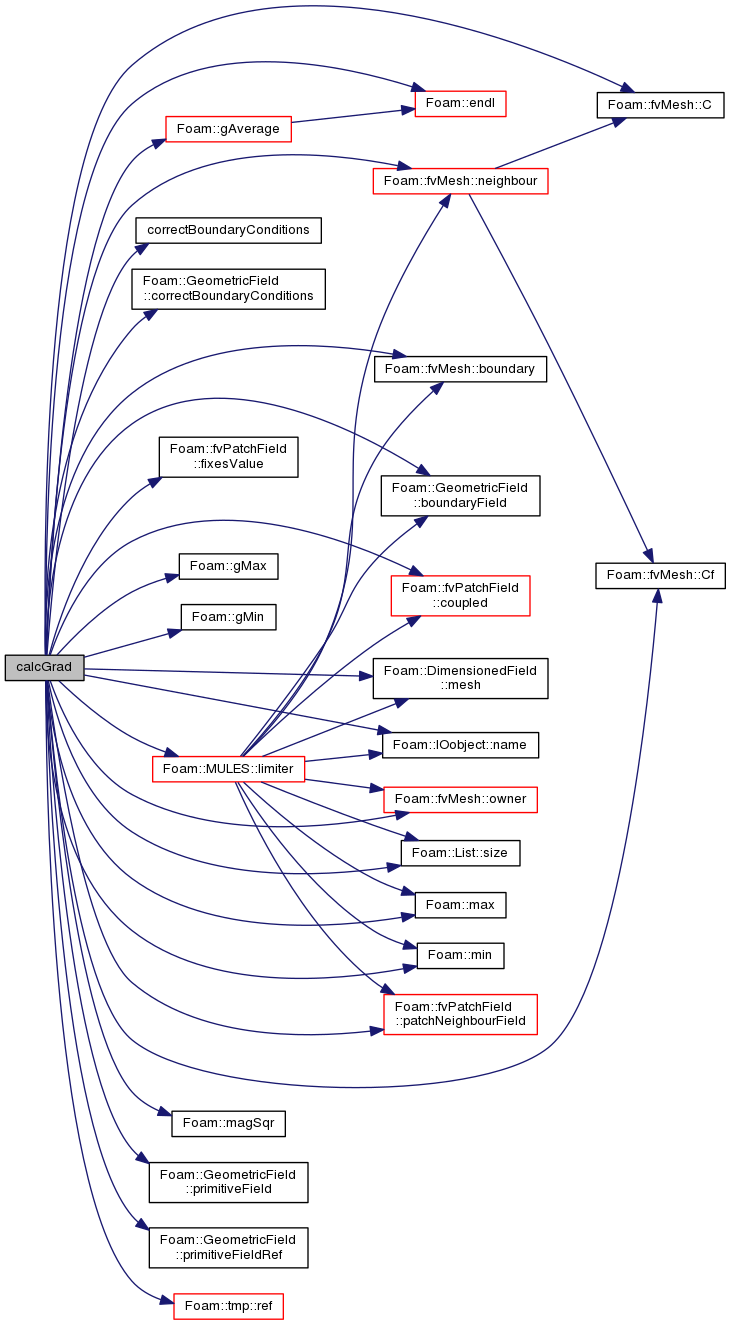 Foam::fvMesh::C
Foam::endl
Foam::gAverage
Foam::fvMesh::neighbour
correctBoundaryConditions
Foam::GeometricField
::correctBoundaryConditions
Foam::fvMesh::boundary
Foam::fvPatchField
::fixesValue
Foam::GeometricField
::boundaryField
Foam::gMax
Foam::fvMesh::Cf
Foam::fvPatchField
::coupled
Foam::gMin
calcGrad
Foam::DimensionedField
::mesh
Foam::IOobject::name
Foam::MULES::limiter
Foam::fvMesh::owner
Foam::List::size
Foam::max
Foam::min
Foam::fvPatchField
::patchNeighbourField
Foam::magSqr
Foam::GeometricField
::primitiveField
Foam::GeometricField
::primitiveFieldRef
Foam::tmp::ref